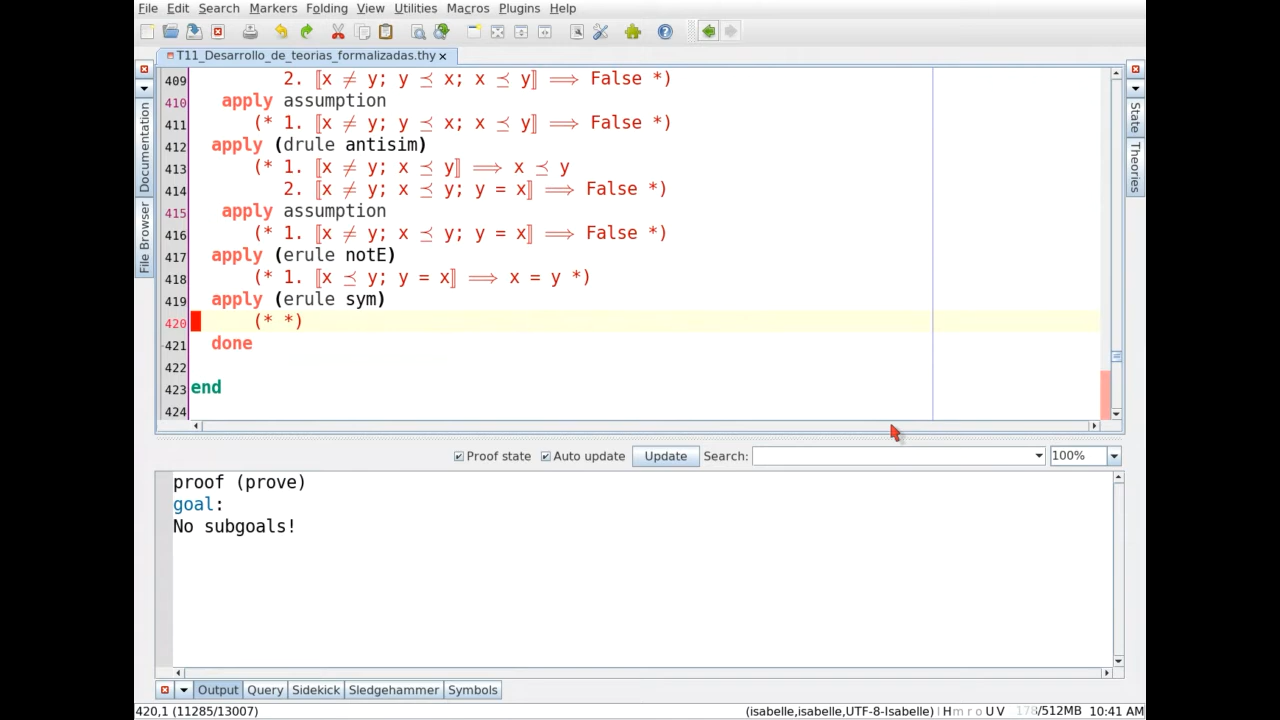 File Edit Search Markers Folding View Utilities Macros Plugins Help
T11_Desarrollo_de_teorias_formalizadas.thy
409 2. ⟦x ≠ y; y ⪯ x; x ⪯ y⟧ ⟹ False *)
410 apply assumption
411 (* 1. ⟦x ≠ y; y ⪯ x; x ⪯ y⟧ ⟹ False *)
412 apply (drule antisim)
413 (* 1. ⟦x ≠ y; x ⪯ y⟧ ⟹ x ⪯ y
414 2. ⟦x ≠ y; x ⪯ y; y = x⟧ ⟹ False *)
415 apply assumption
416 (* 1. ⟦x ≠ y; x ⪯ y; y = x⟧ ⟹ False *)
417 apply (erule notE)
418 (* 1. ⟦x ⪯ y; y = x⟧ ⟹ x = y *)
419 apply (erule sym)
420 (* *)
421 done
422
423 end
424
Documentation
File Browser
State
Theories
Proof state Auto update Update Search: 100%
proof (prove)
goal:
No subgoals!
Output Query Sidekick Sledgehammer Symbols
420,1 (11285/13007) (isabelle,isabelle,UTF-8-Isabelle) | H m r o U V 178/512MB 10:41 AM